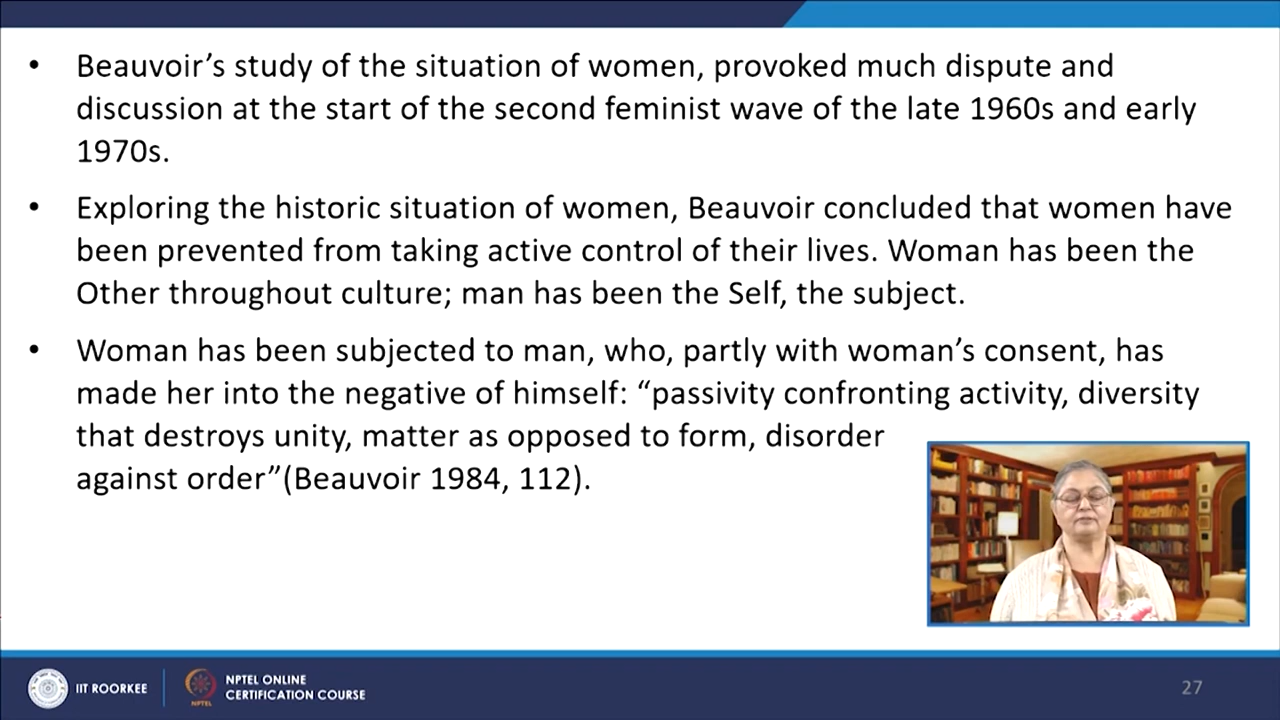 • Beauvoir’s study of the situation of women, provoked much dispute and
discussion at the start of the second feminist wave of the late 1960s and early
1970s.
• Exploring the historic situation of women, Beauvoir concluded that women have
been prevented from taking active control of their lives. Woman has been the
Other throughout culture; man has been the Self, the subject.
• Woman has been subjected to man, who, partly with woman’s consent, has
made her into the negative of himself: “passivity confronting activity, diversity
that destroys unity, matter as opposed to form, disorder
against order”(Beauvoir 1984, 112).
IIT ROORKEE
NPTEL
NPTEL ONLINE
CERTIFICATION COURSE
27